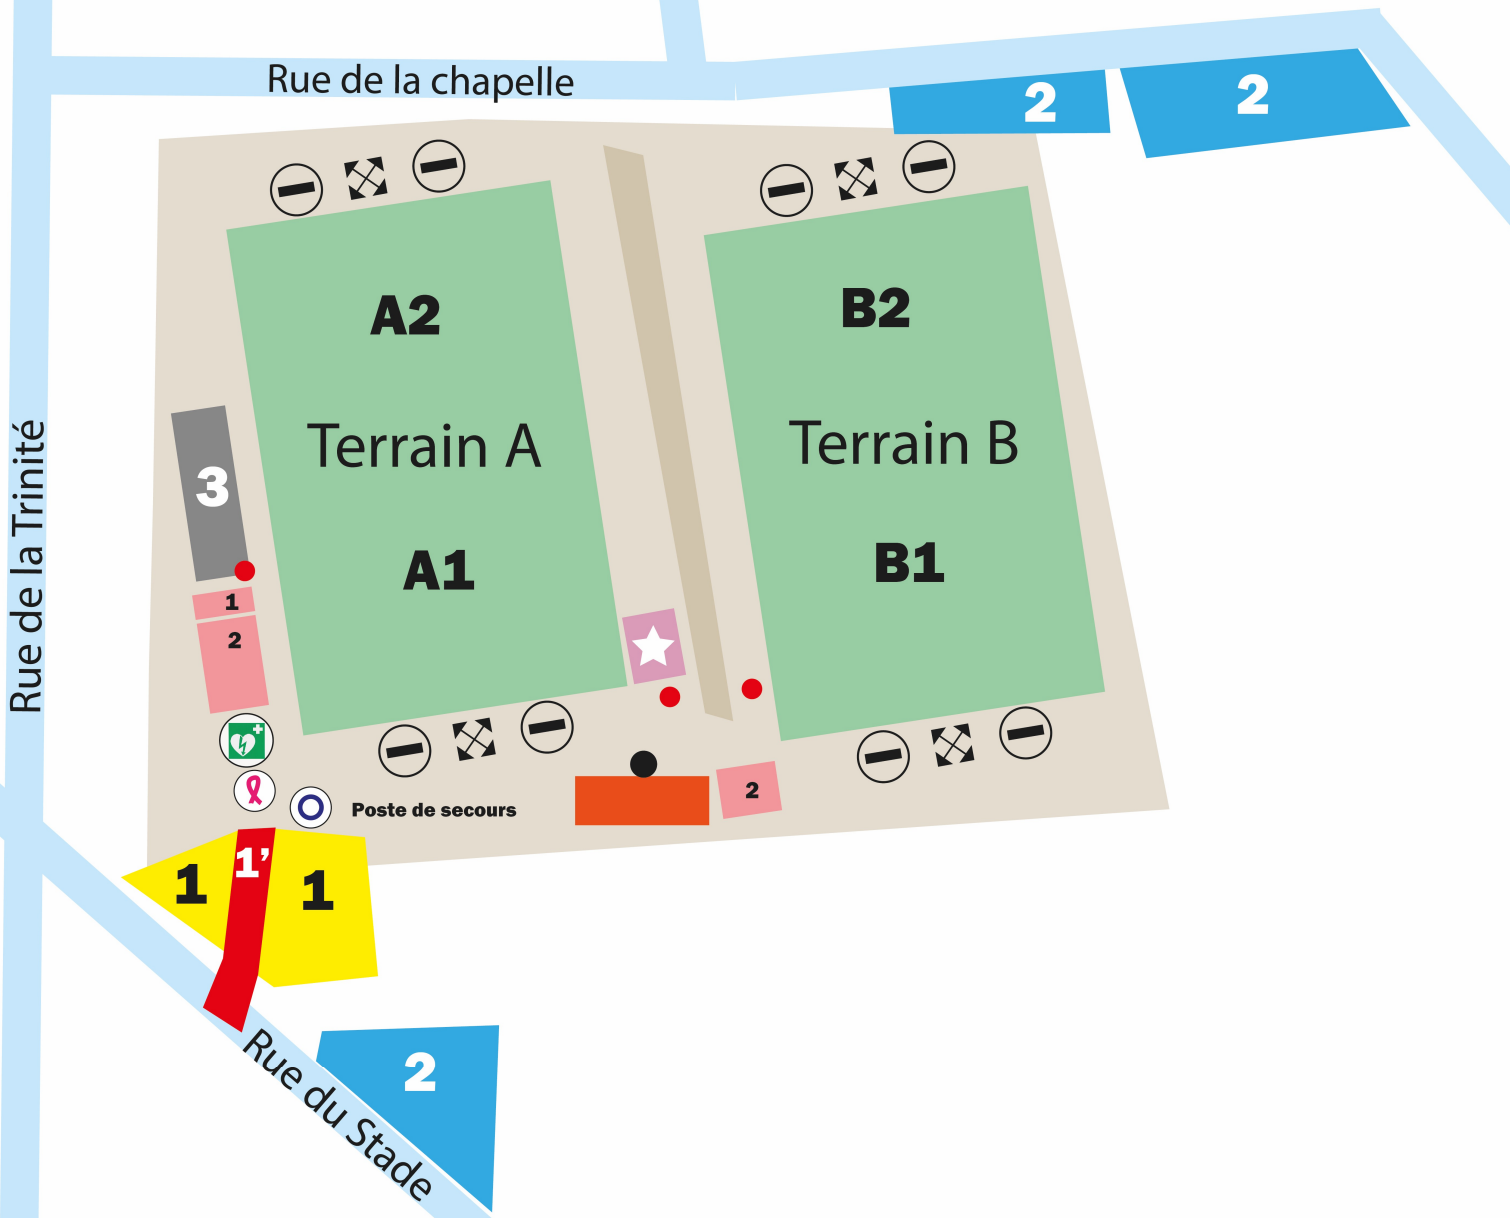 Rue de la chapelle
2
2
A2
B2
Terrain A
Terrain B
Rue de la Trinité
3
A1
B1
1
2
2
Poste de secours
1
1’
1
Rue du Stade
2